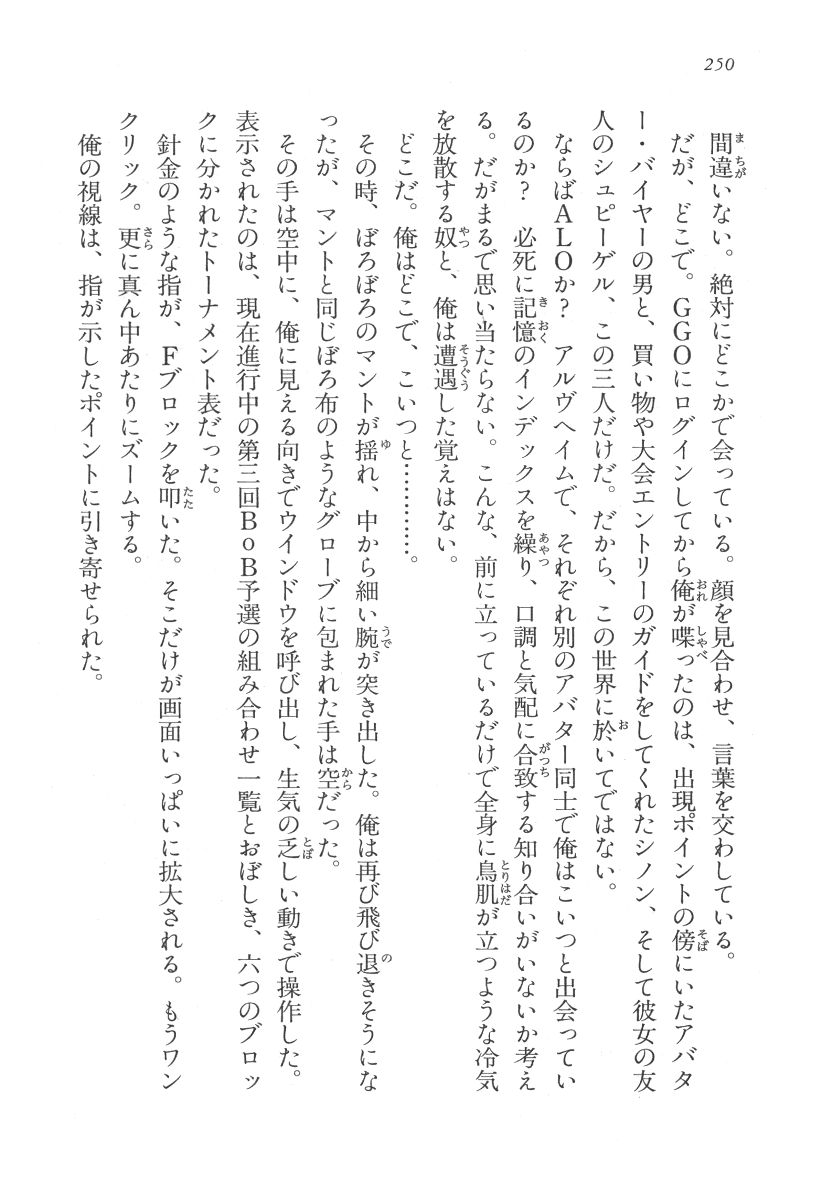 250
間違いない。絶対にどこかで会っている。顔を見合わせ、言葉を交わしている。
だが、どこで。GGOにログインしてから俺が喋ったのは、出現ポイントの傍にいたアバタ
ー・バイヤーの男と、買い物や大会エントリーのガイドをしてくれたシノン、そして彼女の友
人のシュピーゲル、この三人だけだ。だから、この世界に於いてではない。
ならばALOか? アルヴヘイムで、それぞれ別のアバター同士で俺はこいつと出会ってい
るのか? 必死に記憶のインデックスを繰り、口調と気配に合致する知り合いがいないか考え
る。だがまるで思い当たらない。こんな、前に立っているだけで全身に鳥肌が立つような冷気
を放散する奴と、俺は遭遇した覚えはない。
どこだ。俺はどこで、こいつと…………。
その時、ぼろぼろのマントが揺れ、中から細い腕が突き出した。俺は再び飛び退きそうにな
ったが、マントと同じぼろ布のようなグローブに包まれた手は空だった。
その手は空中に、俺に見える向きでウインドウを呼び出し、生気の乏しい動きで操作した。
表示されたのは、現在進行中の第三回BoB予選の組み合わせ一覧とおぼしき、六つのブロッ
クに分かれたトーナメント表だった。
針金のような指が、Fブロックを叩いた。そこだけが画面いっぱいに拡大される。もうワン
クリック。更に真ん中あたりにズームする。
俺の視線は、指が示したポイントに引き寄せられた。